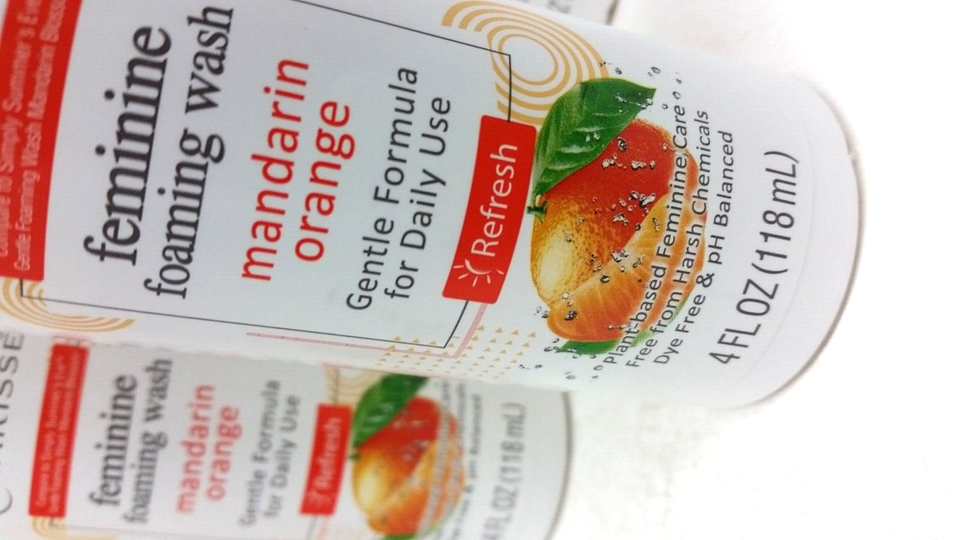 Compare to Simply Summer's Eve
Gentle Foaming Wash Mandarin Blossom
feminine
foaming wash
mandarin
orange
Gentle Formula
for Daily Use
Refresh
Plant-based Feminine Care
Free from Harsh Chemicals
Dye Free & pH Balanced
4 FL OZ (118 mL)
feminine
foaming wash
mandarin
orange
Gentle Formula
for Daily Use
Refresh
4 FL OZ (118 mL)